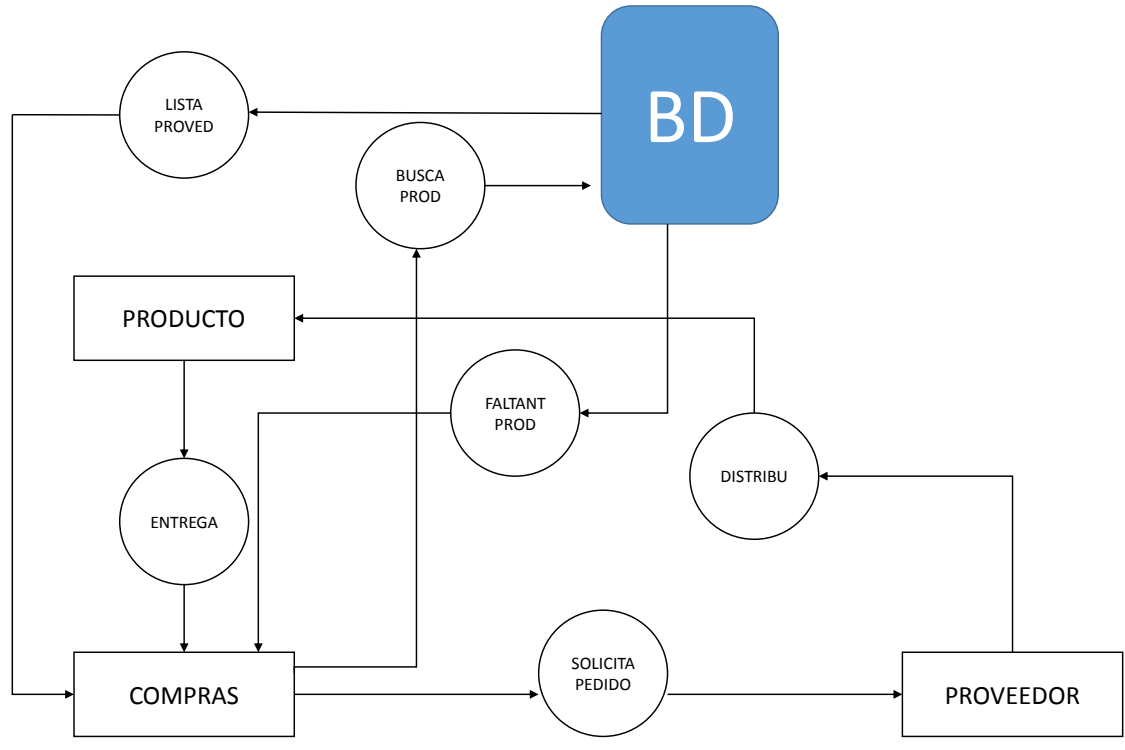 BD
LISTA
PROVED
BUSCA
PROD
PRODUCTO
FALTANT
PROD
DISTRIBU
ENTREGA
SOLICITA
PEDIDO
COMPRAS
PROVEEDOR